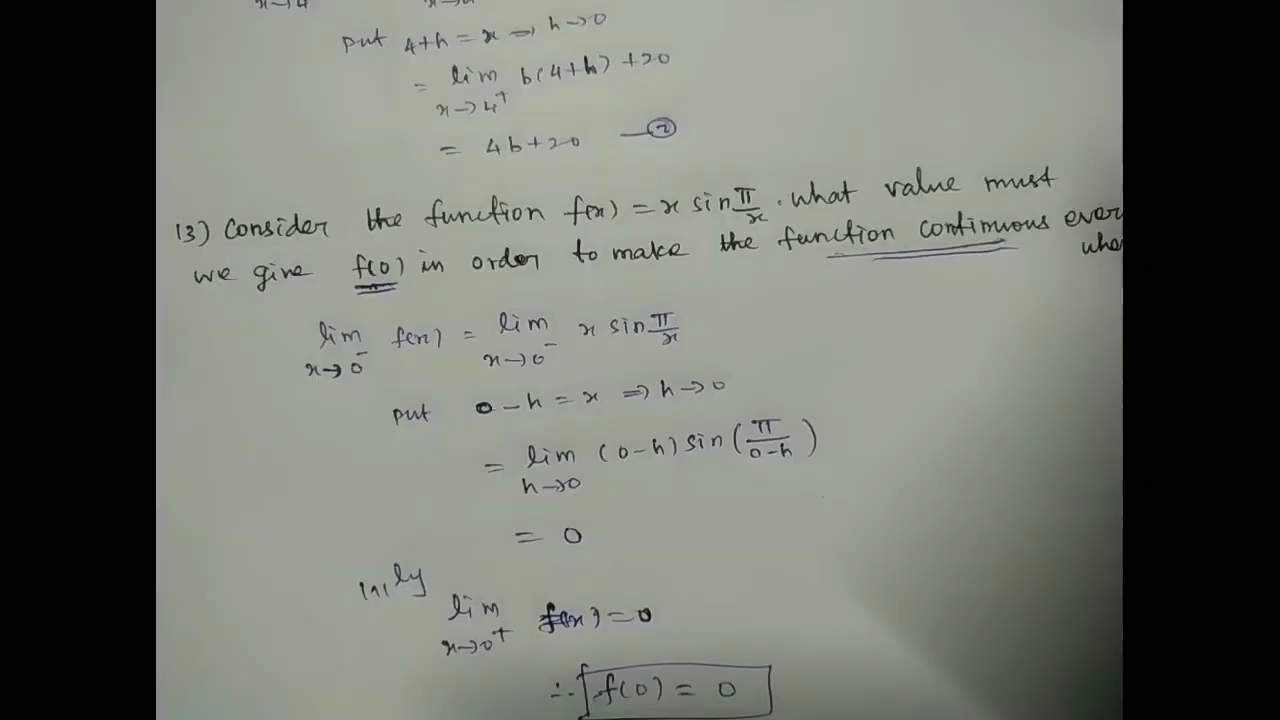 x→4
put 4+h = x ⇒ h→0
= lim x→4⁺ b(4+h) +20
= 4b+20 —②
13) Consider the function f(x) = x sin π/x . what value must
we give f(0) in order to make the function continuous ever
whe
lim x→0⁻ f(x) = lim x→0⁻ x sin π/x
put 0-h = x ⇒ h→0
= lim h→0 (0-h) sin(π/0-h)
= 0
lim x→0⁺ f(x) = 0
∴ f(0) = 0